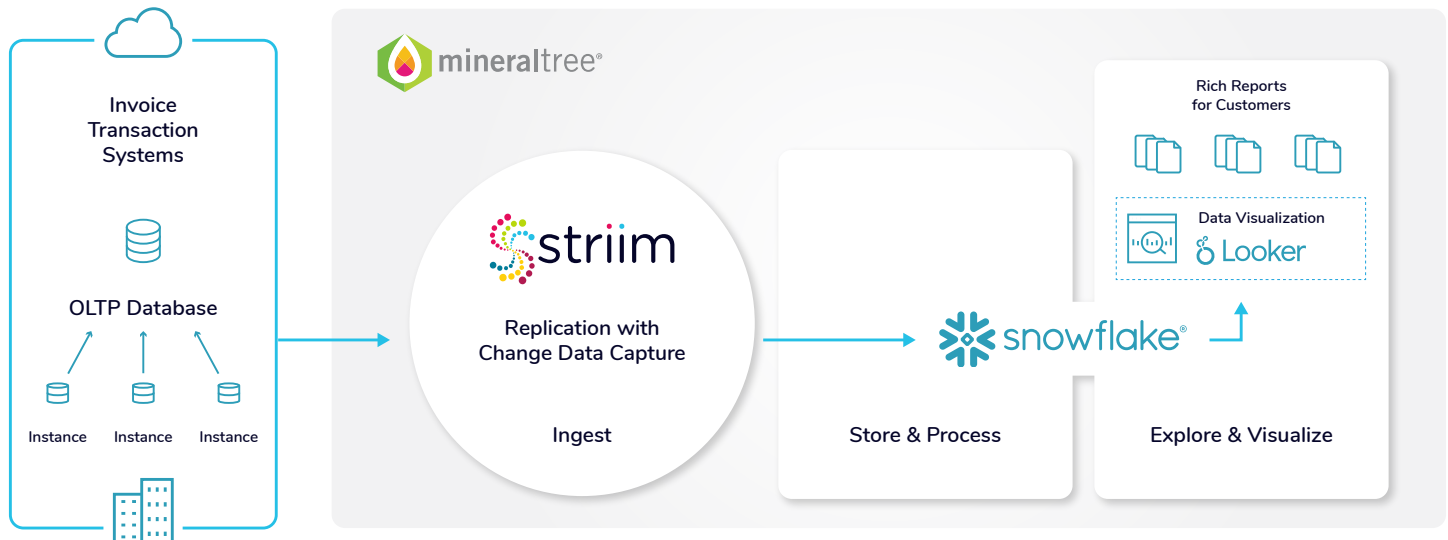 Invoice
Transaction
Systems
OLTP Database
Instance
Instance
Instance
mineraltree®
striim
Replication with
Change Data Capture
Ingest
Store & Process
snowflake®
Rich Reports
for Customers
Data Visualization
Looker
Explore & Visualize